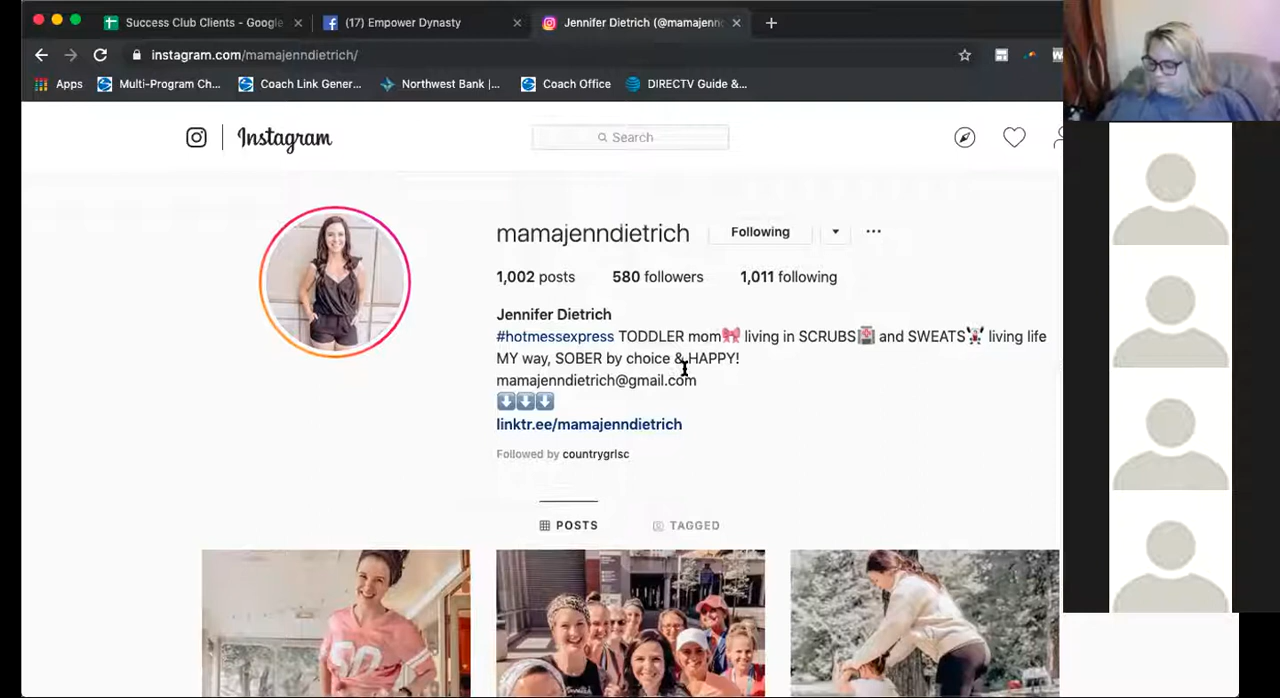 Success Club Clients - Google
(17) Empower Dynasty
Jennifer Dietrich (@mamajenn
instagram.com/mamajenndietrich/
Apps
Multi-Program Ch...
Coach Link Gener...
Northwest Bank |...
Coach Office
DIRECTV Guide &...
Instagram
Search
mamajenndietrich
Following
1,002 posts
580 followers
1,011 following
Jennifer Dietrich
#hotmessexpress TODDLER mom🎀 living in SCRUBS🏥 and SWEATS🏋🏻‍♀️ living life
MY way, SOBER by choice & HAPPY!
mamajenndietrich@gmail.com
⬇️⬇️⬇️
linktr.ee/mamajenndietrich
Followed by countrygrlsc
POSTS
TAGGED
50